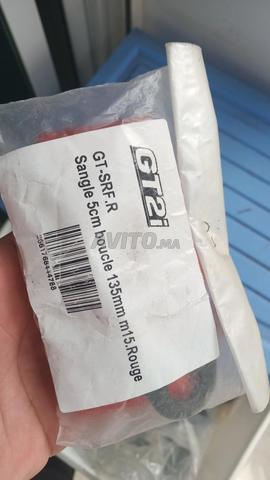 GT2i
GT-SRF.R
Sangle 5cm boucle 135mm m15.Rouge
AVITO.ma